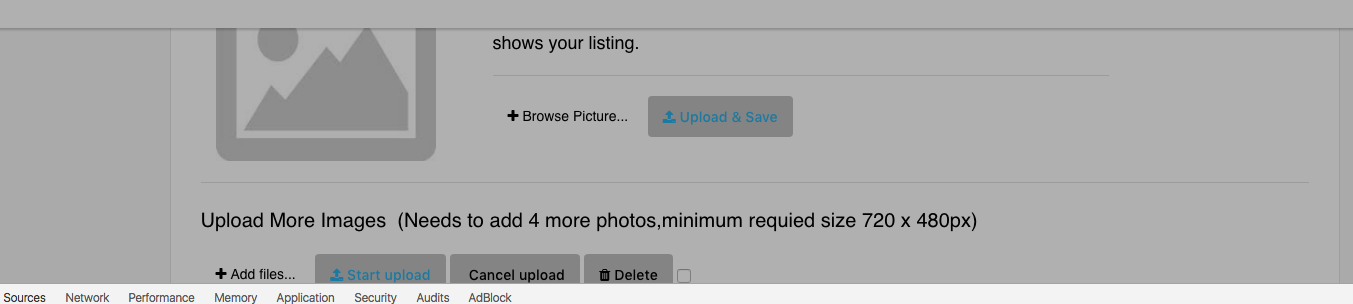 shows your listing.
Browse Picture...
Upload & Save
Upload More Images (Needs to add 4 more photos,minimum requied size 720 x 480px)
Add files...
Start upload
Cancel upload
Delete
Sources Network Performance Memory Application Security Audits AdBlock